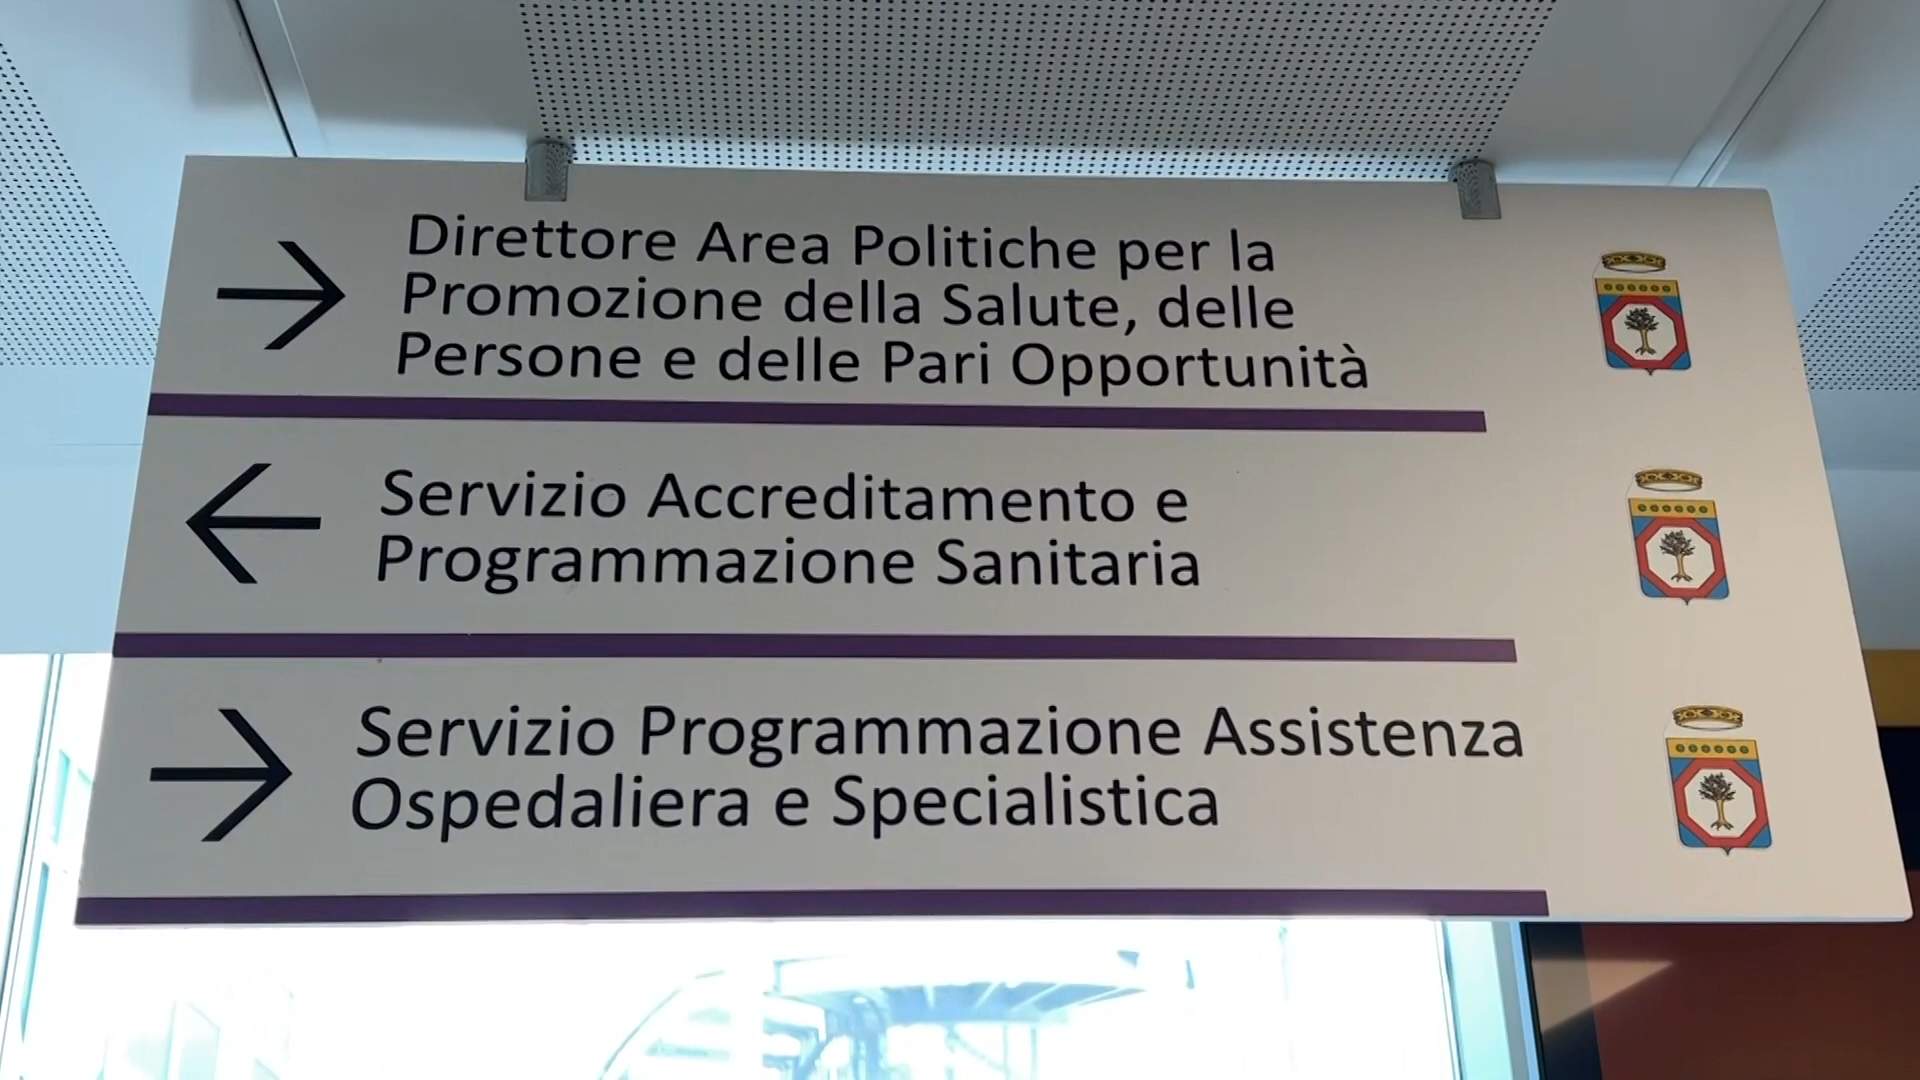 Direttore Area Politiche per la
Promozione della Salute, delle
Persone e delle Pari Opportunità
Servizio Accreditamento e
Programmazione Sanitaria
Servizio Programmazione Assistenza
Ospedaliera e Specialistica